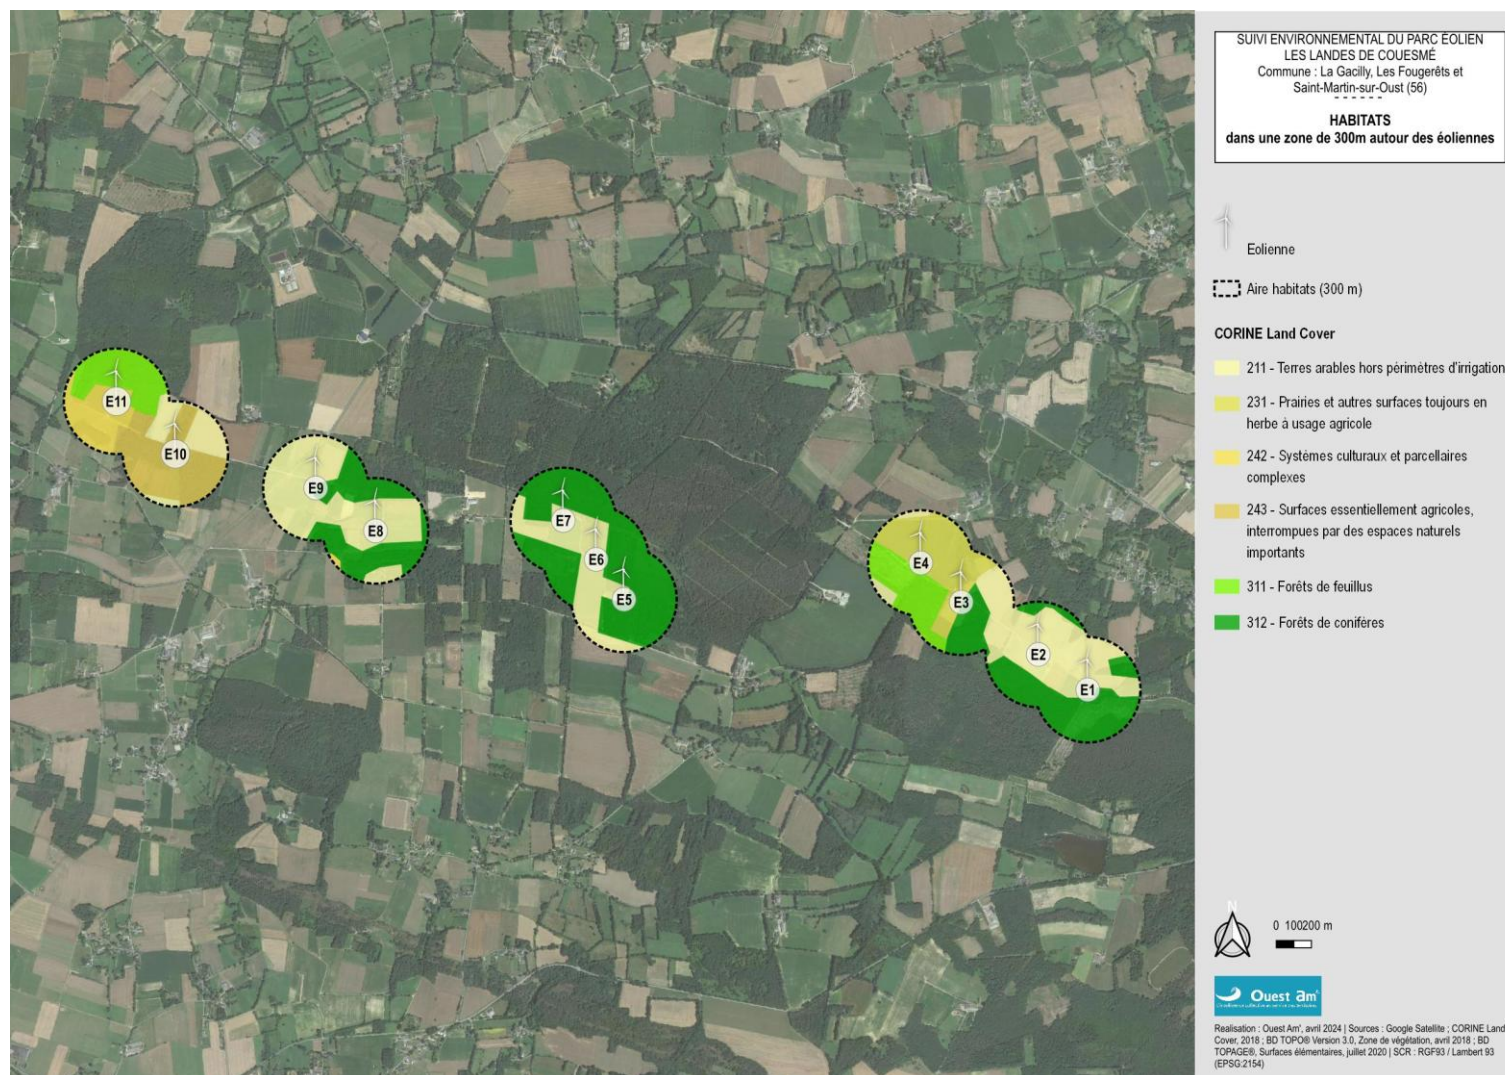 SUIVI ENVIRONNEMENTAL DU PARC ÉOLIEN
LES LANDES DE COUESMÉ
Commune : La Gacilly, Les Fougerêts et
Saint-Martin-sur-Oust (56)
HABITATS
dans une zone de 300m autour des éoliennes
Eolienne
Aire habitats (300 m)
CORINE Land Cover
211 - Terres arables hors périmètres d'irrigation
231 - Prairies et autres surfaces toujours en
herbe à usage agricole
242 - Systèmes culturaux et parcellaires
complexes
243 - Surfaces essentiellement agricoles,
interrompues par des espaces naturels
importants
311 - Forêts de feuillus
312 - Forêts de conifères
E11
E10
E9
E8
E7
E6
E5
E4
E3
E2
E1
N
0 100200 m
Ouest am'
Realisation : Ouest Am', avril 2024 | Sources : Google Satellite ; CORINE Land
Cover, 2018 ; BD TOPO® Version 3.0, Zone de végétation, avril 2018 ; BD
TOPAGE®, Surfaces élémentaires, juillet 2020 | SCR : RGF93 / Lambert 93
(EPSG:2154)